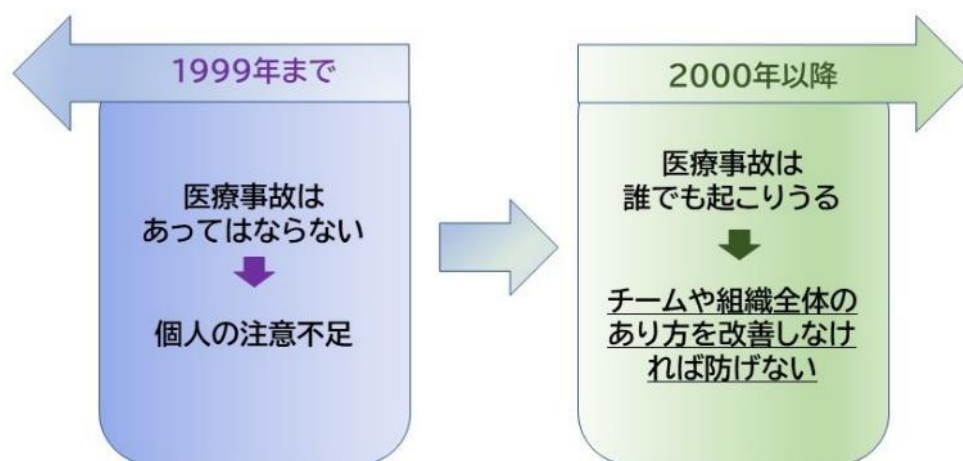 1999年まで
医療事故は
あってはならない
個人の注意不足
2000年以降
医療事故は
誰でも起こりうる
チームや組織全体の
あり方を改善しなけ
れば防げない